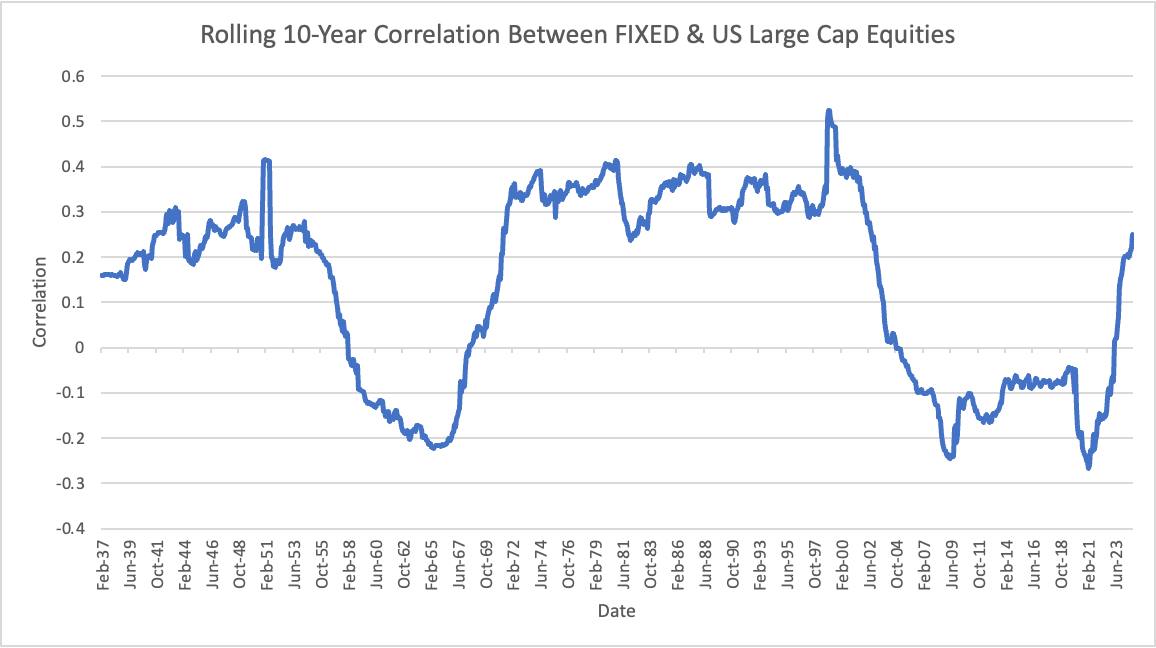 Rolling 10-Year Correlation Between FIXED & US Large Cap Equities
0.6
0.5
0.4
0.3
0.2
0.1
0
-0.1
-0.2
-0.3
-0.4
Correlation
Feb-37
Jun-39
Oct-41
Feb-44
Jun-46
Oct-48
Feb-51
Jun-53
Oct-55
Feb-58
Jun-60
Oct-62
Feb-65
Jun-67
Oct-69
Feb-72
Jun-74
Oct-76
Feb-79
Jun-81
Oct-83
Feb-86
Jun-88
Oct-90
Feb-93
Jun-95
Oct-97
Feb-00
Jun-02
Oct-04
Feb-07
Jun-09
Oct-11
Feb-14
Jun-16
Oct-18
Feb-21
Jun-23
Date